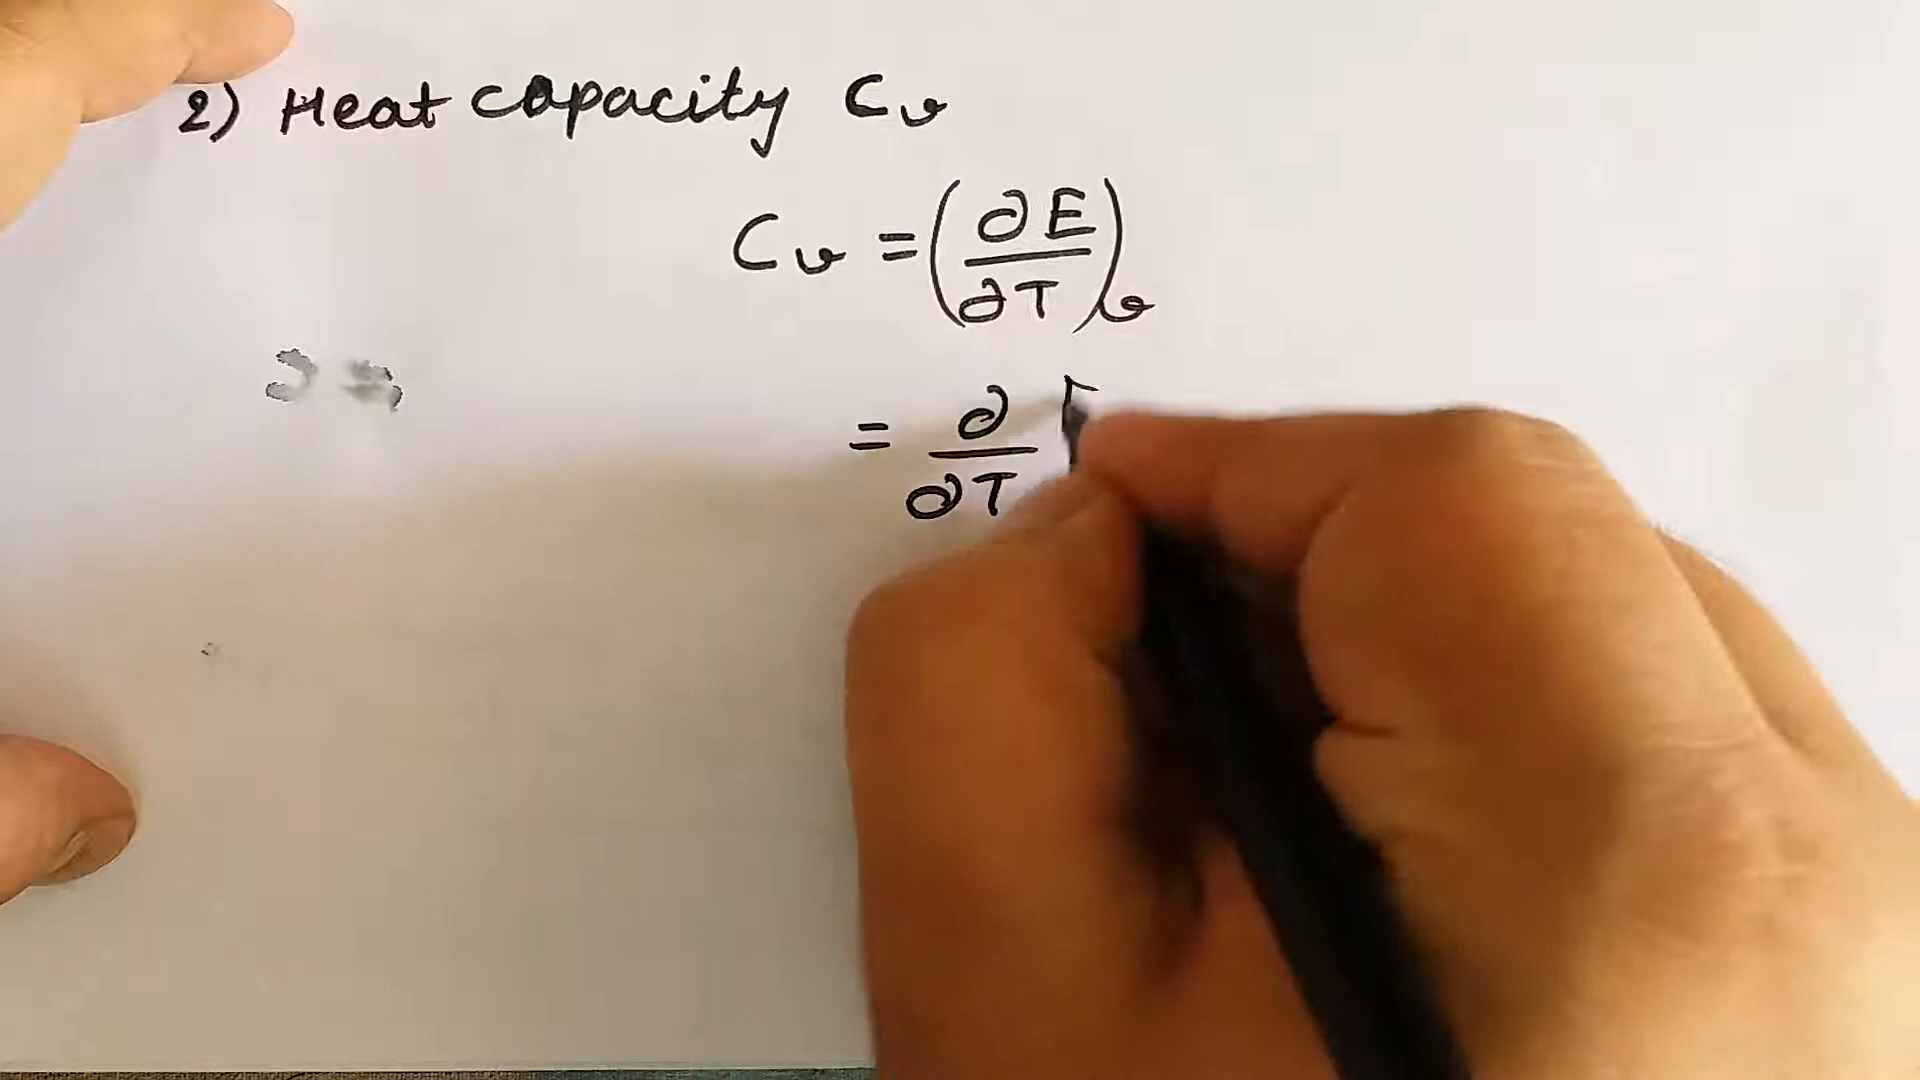 2) Heat capacity Cv
Cv = (∂E/∂T)v
= ∂/∂T [